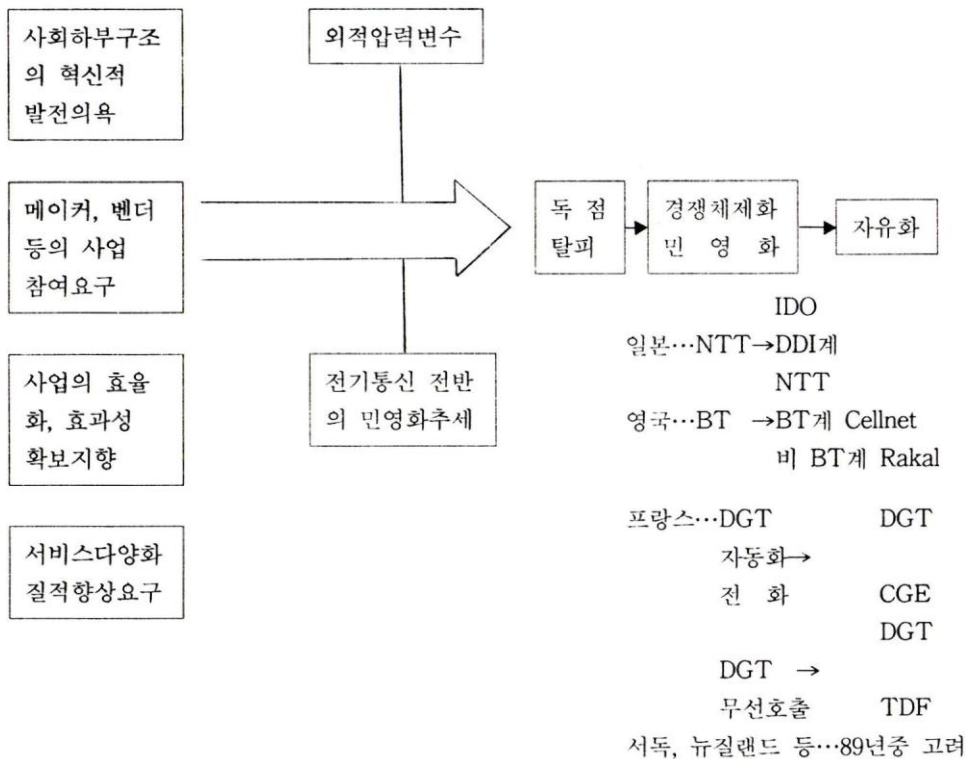 사회하부구조
의 혁신적
발전의욕
메이커, 벤더
등의 사업
참여요구
사업의 효율
화, 효과성
확보지향
서비스다양화
질적향상요구
외적압력변수
전기통신 전반
의 민영화추세
독 점
탈피
경쟁체제화
민 영 화
자유화
IDO
일본…NTT→DDI계
NTT
영국…BT →BT계 Cellnet
비 BT계 Rakal
프랑스…DGT DGT
자동화→
전 화 CGE
DGT
DGT →
무선호출 TDF
서독, 뉴질랜드 등…89년중 고려